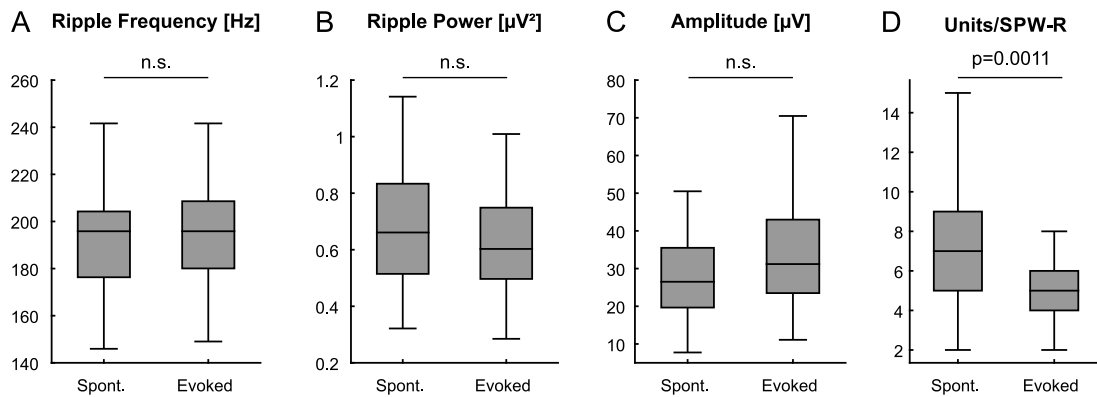 A Ripple Frequency [Hz]
n.s.
260
240
220
200
180
160
140
Spont. Evoked
B Ripple Power [µV²]
n.s.
1.2
1
0.8
0.6
0.4
0.2
Spont. Evoked
C Amplitude [µV]
n.s.
80
70
60
50
40
30
20
10
Spont. Evoked
D Units/SPW-R
p=0.0011
14
12
10
8
6
4
2
Spont. Evoked